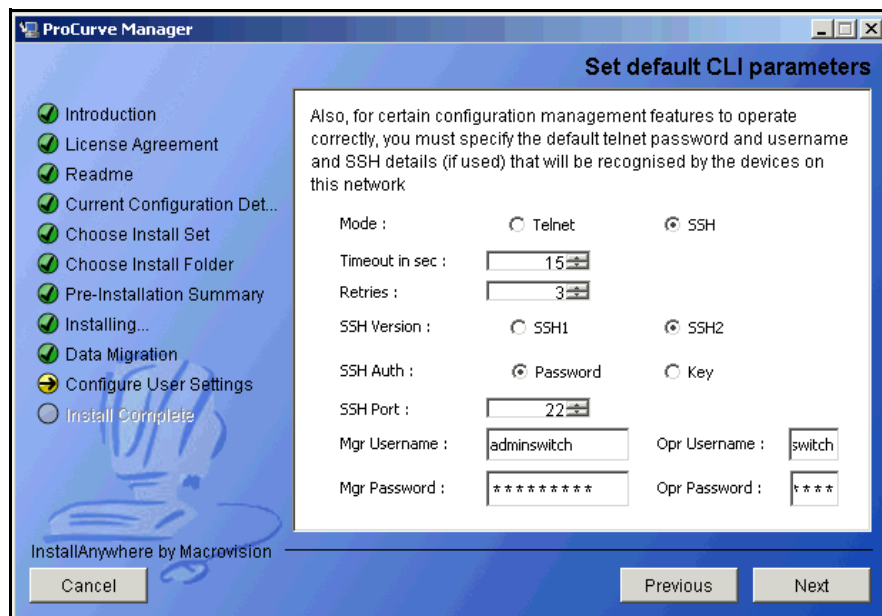 ProCurve Manager
Set default CLI parameters
Introduction
License Agreement
Readme
Current Configuration Det...
Choose Install Set
Choose Install Folder
Pre-Installation Summary
Installing...
Data Migration
Configure User Settings
Install Complete
Also, for certain configuration management features to operate
correctly, you must specify the default telnet password and username
and SSH details (if used) that will be recognised by the devices on
this network
Mode : Telnet SSH
Timeout in sec : 15
Retries : 3
SSH Version : SSH1 SSH2
SSH Auth : Password Key
SSH Port : 22
Mgr Username : adminswitch Opr Username : switch
Mgr Password : ********* Opr Password : ****
InstallAnywhere by Macrovision
Cancel Previous Next